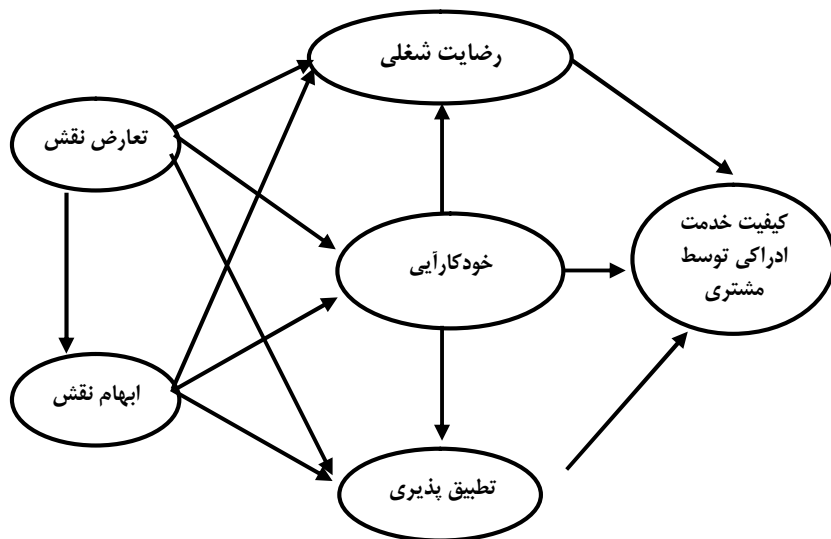 رضایت شغلی
تعارض نقش
کیفیت خدمت
ادراکی توسط
مشتری
خودکارآیی
ابهام نقش
تطبیق پذیری